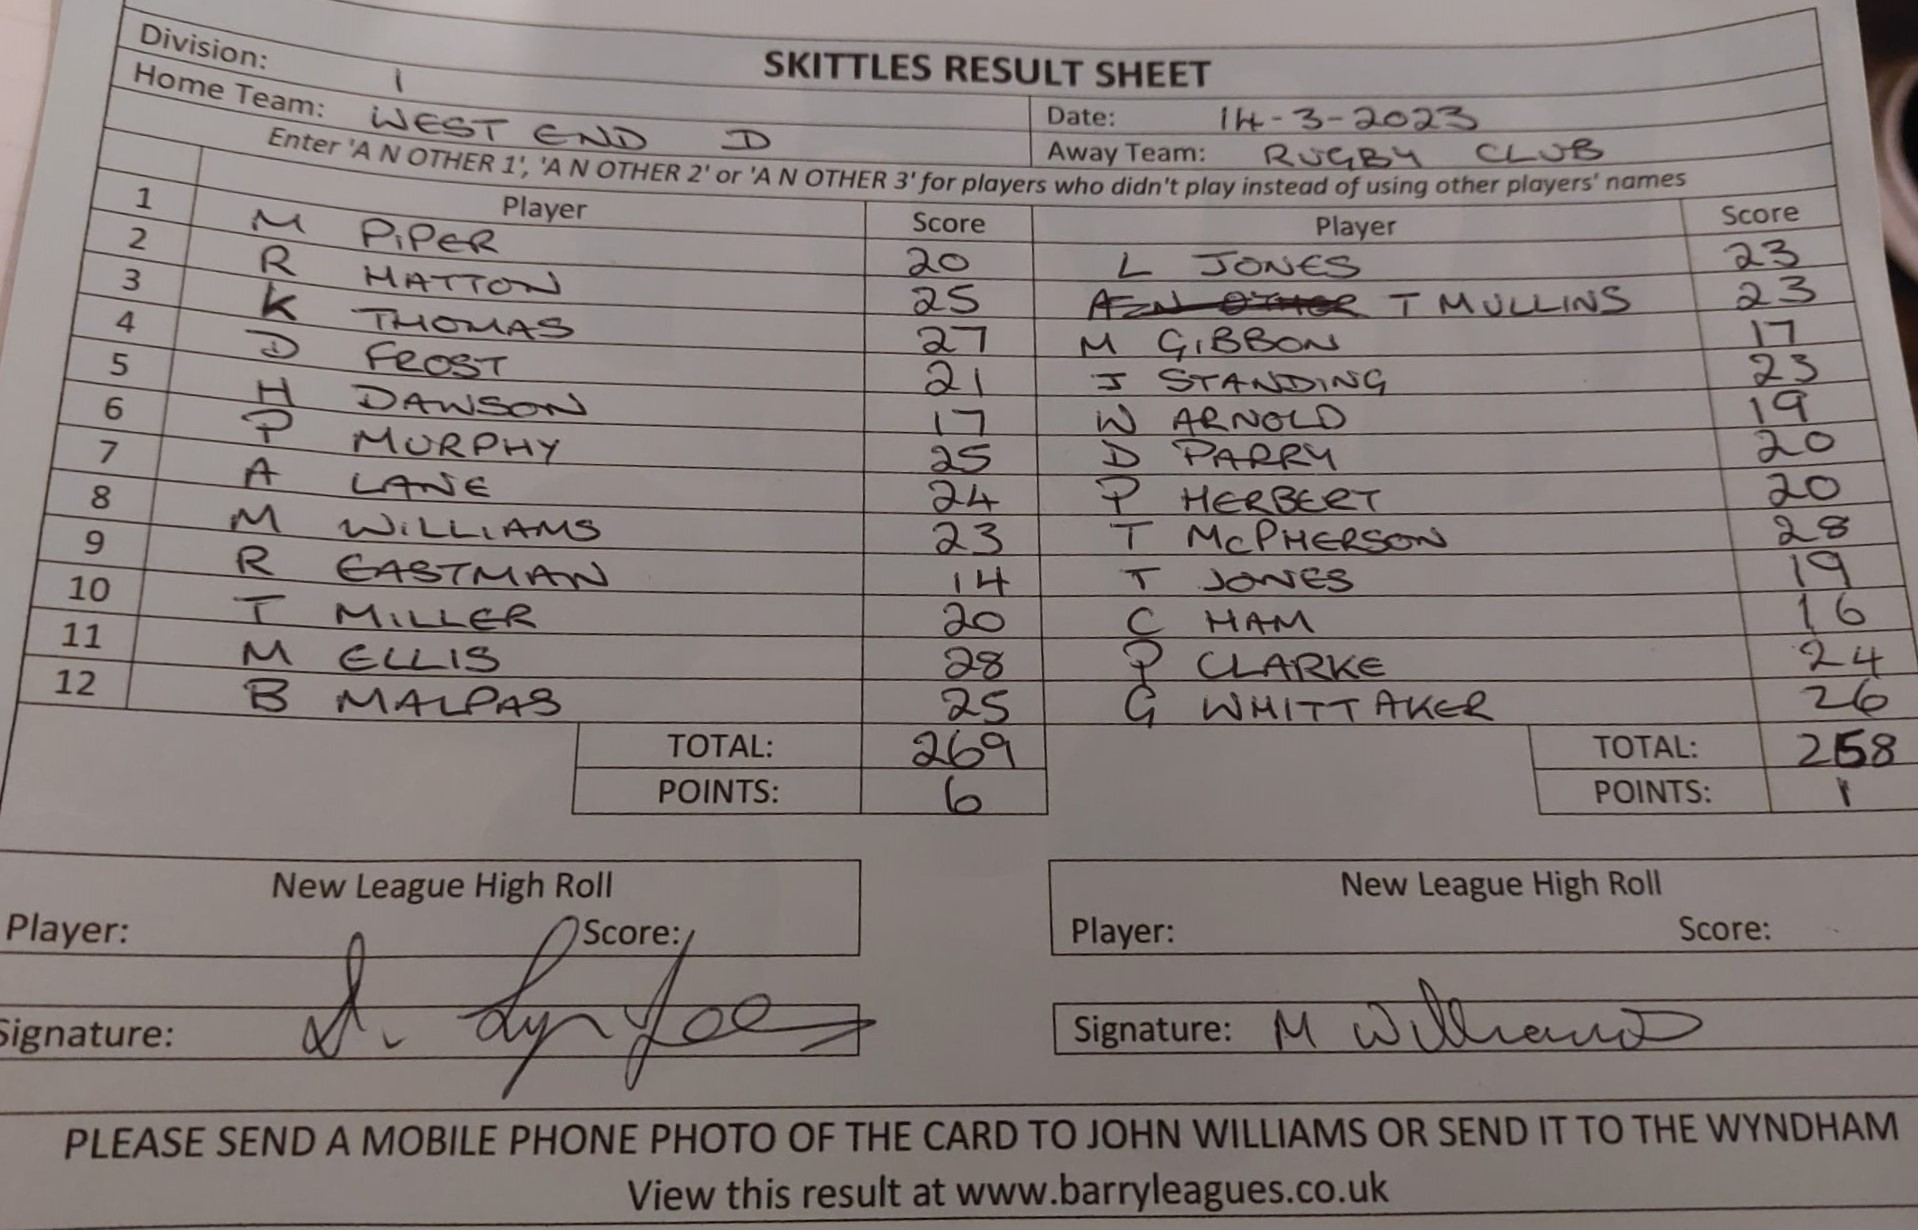 SKITTLES RESULT SHEET
Division: 1
Home Team: WEST END D
Date: 14-3-2023
Away Team: RUGBY CLUB
Enter 'A N OTHER 1', 'A N OTHER 2' or 'A N OTHER 3' for players who didn't play instead of using other players' names
Player Score Player Score
1 M PIPER 20 L JONES 23
2 R HATTON 25 A N OTHER T MULLINS 23
3 K THOMAS 27 M GIBBON 17
4 D FROST 21 J STANDING 23
5 H DAWSON 17 W ARNOLD 19
6 P MURPHY 25 D PARRY 20
7 A LANE 24 P HERBERT 20
8 M WILLIAMS 23 T McPHERSON 28
9 R EASTMAN 14 T JONES 19
10 T MILLER 20 C HAM 16
11 M ELLIS 28 P CLARKE 24
12 B MALPAS 25 G WHITTAKER 26
TOTAL: 269 TOTAL: 258
POINTS: 6 POINTS: 1
New League High Roll New League High Roll
Player: Score: Player: Score:
Signature: Signature: M Williams
PLEASE SEND A MOBILE PHONE PHOTO OF THE CARD TO JOHN WILLIAMS OR SEND IT TO THE WYNDHAM
View this result at www.barryleagues.co.uk